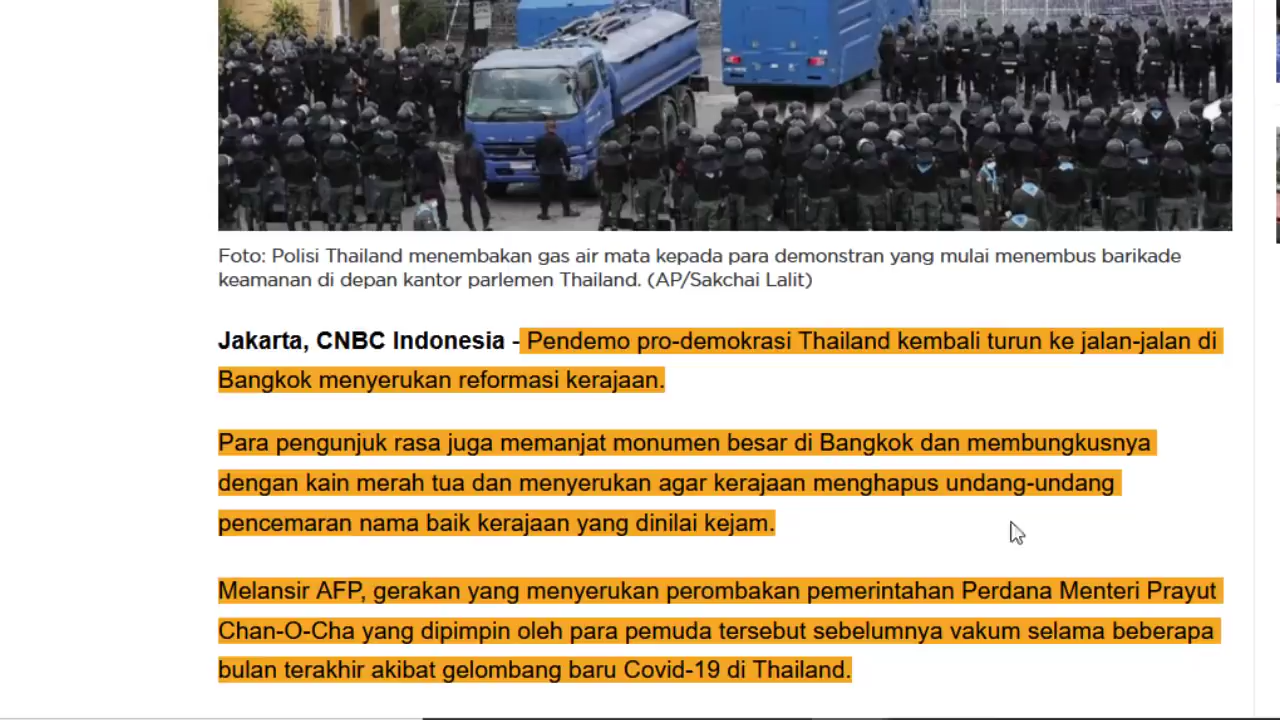 Foto: Polisi Thailand menembakan gas air mata kepada para demonstran yang mulai menembus barikade
keamanan di depan kantor parlemen Thailand. (AP/Sakchai Lalit)
Jakarta, CNBC Indonesia - Pendemo pro-demokrasi Thailand kembali turun ke jalan-jalan di
Bangkok menyerukan reformasi kerajaan.
Para pengunjuk rasa juga memanjat monumen besar di Bangkok dan membungkusnya
dengan kain merah tua dan menyerukan agar kerajaan menghapus undang-undang
pencemaran nama baik kerajaan yang dinilai kejam.
Melansir AFP, gerakan yang menyerukan perombakan pemerintahan Perdana Menteri Prayut
Chan-O-Cha yang dipimpin oleh para pemuda tersebut sebelumnya vakum selama beberapa
bulan terakhir akibat gelombang baru Covid-19 di Thailand.